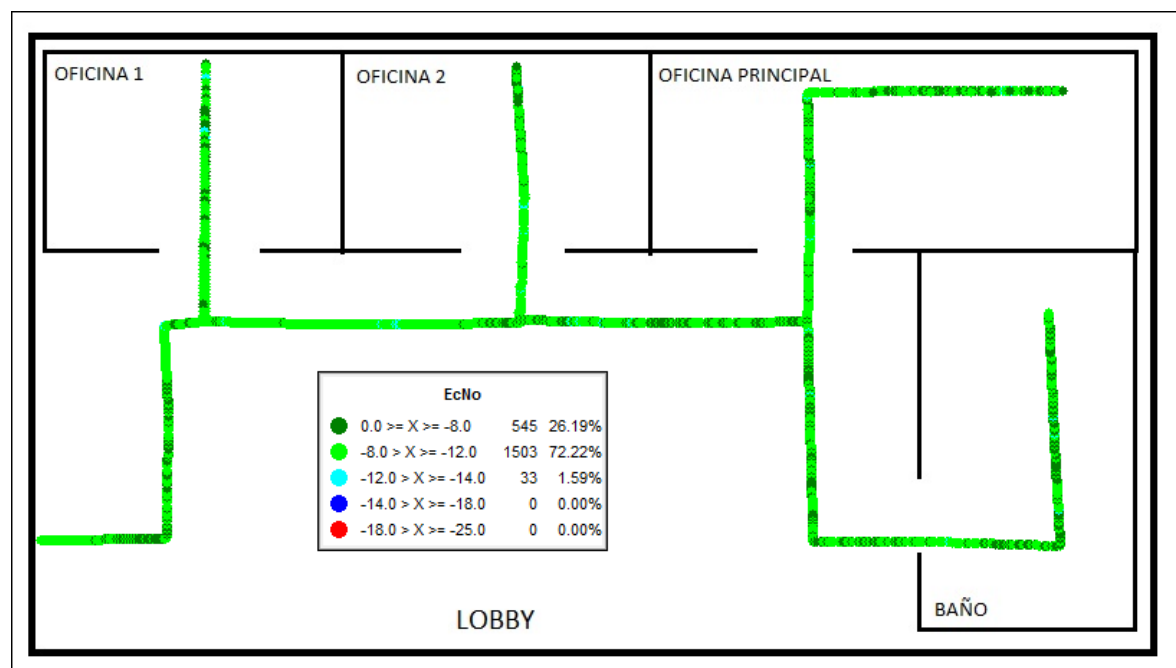 OFICINA 1
OFICINA 2
OFICINA PRINCIPAL
EcNo
0.0 >= X >= -8.0 545 26.19%
-8.0 > X >= -12.0 1503 72.22%
-12.0 > X >= -14.0 33 1.59%
-14.0 > X >= -18.0 0 0.00%
-18.0 > X >= -25.0 0 0.00%
BAÑO
LOBBY